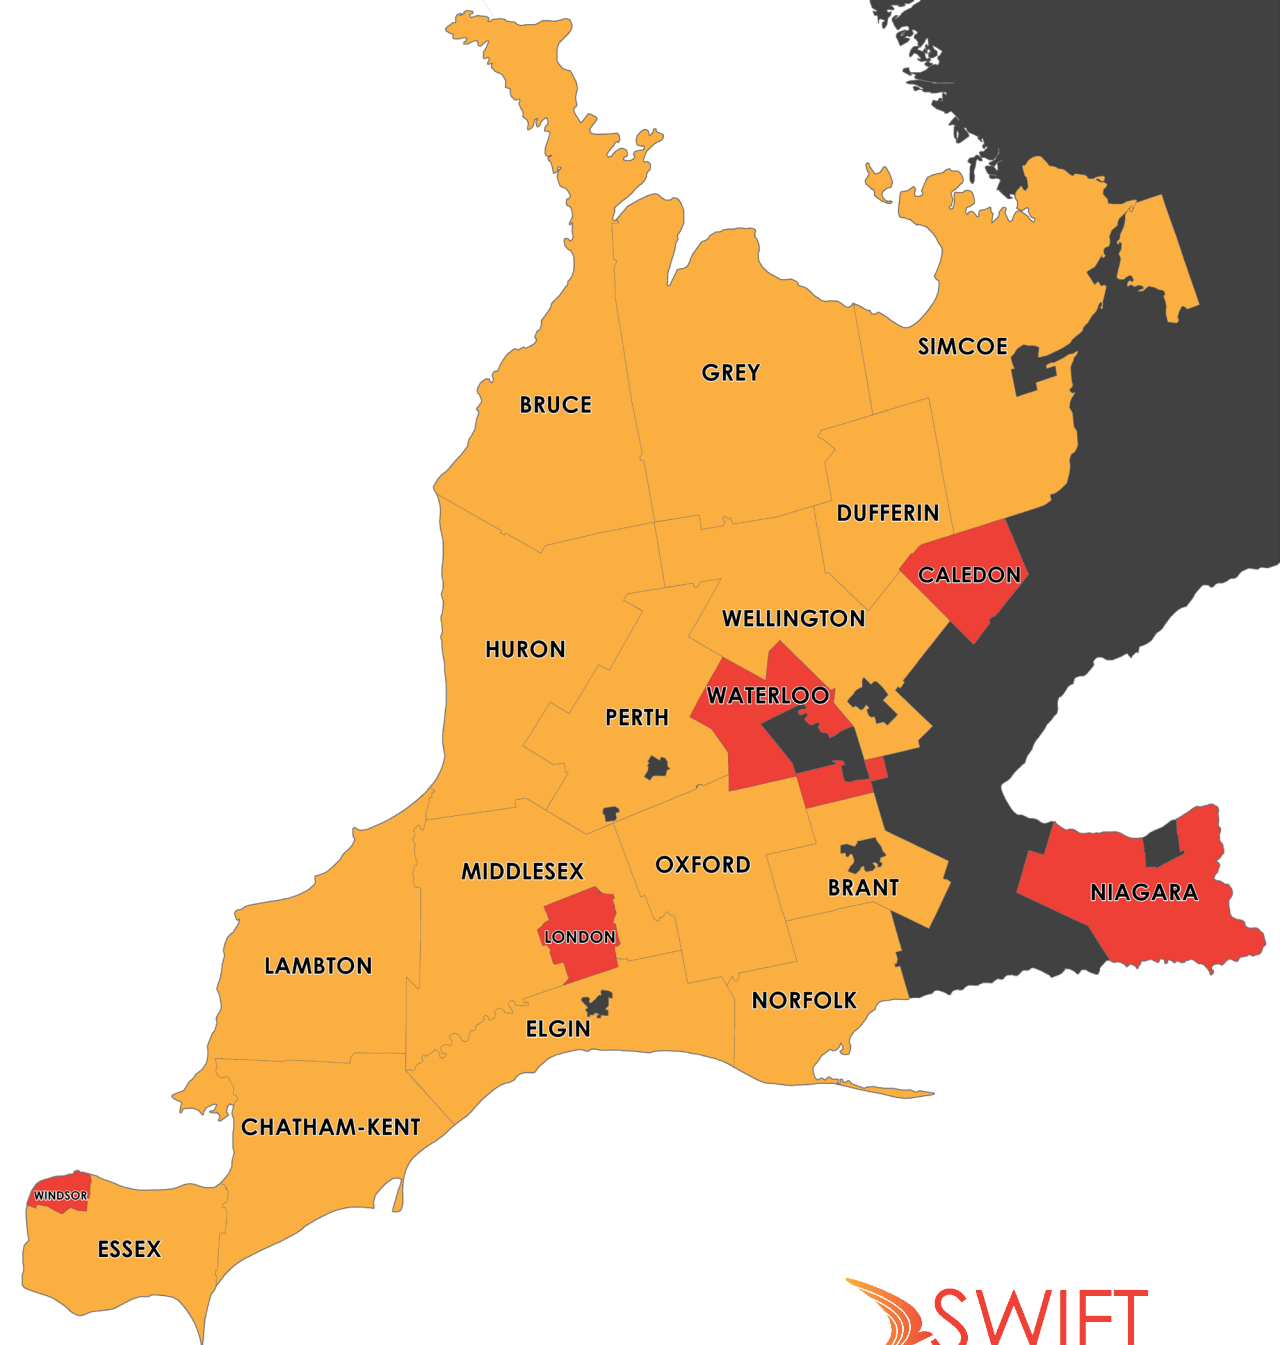 SIMCOE
GREY
BRUCE
DUFFERIN
CALEDON
WELLINGTON
HURON
WATERLOO
PERTH
OXFORD
MIDDLESEX
BRANT
NIAGARA
LONDON
LAMBTON
NORFOLK
ELGIN
CHATHAM-KENT
WINDSOR
ESSEX
SWIFT